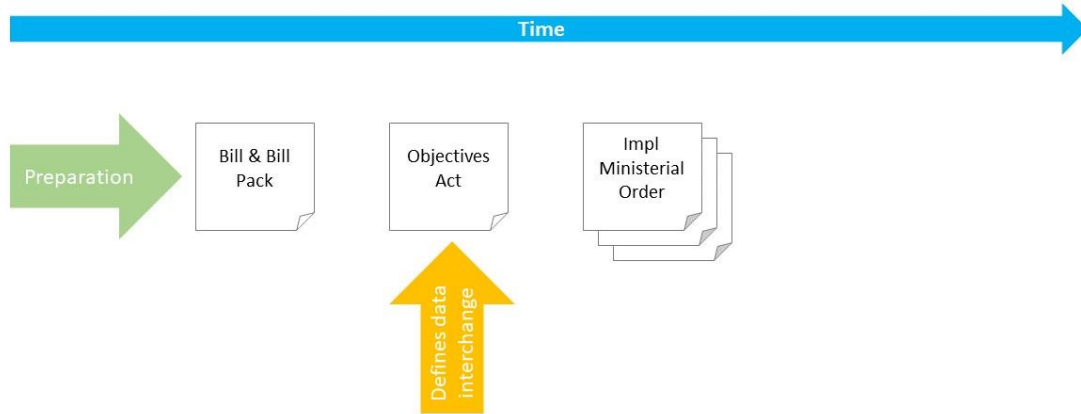 Time
Preparation
Bill & Bill
Pack
Objectives
Act
Impl
Ministerial
Order
Defines data
interchange